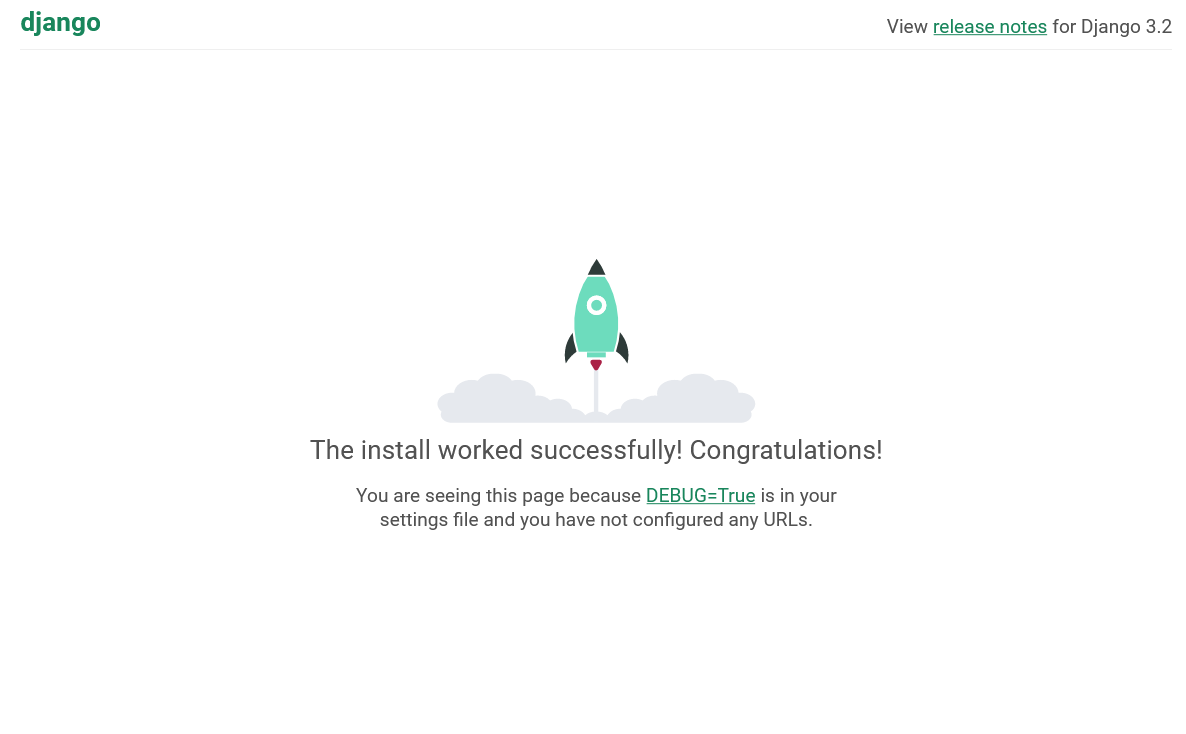 django
View release notes for Django 3.2
The install worked successfully! Congratulations!
You are seeing this page because DEBUG=True is in your
settings file and you have not configured any URLs.